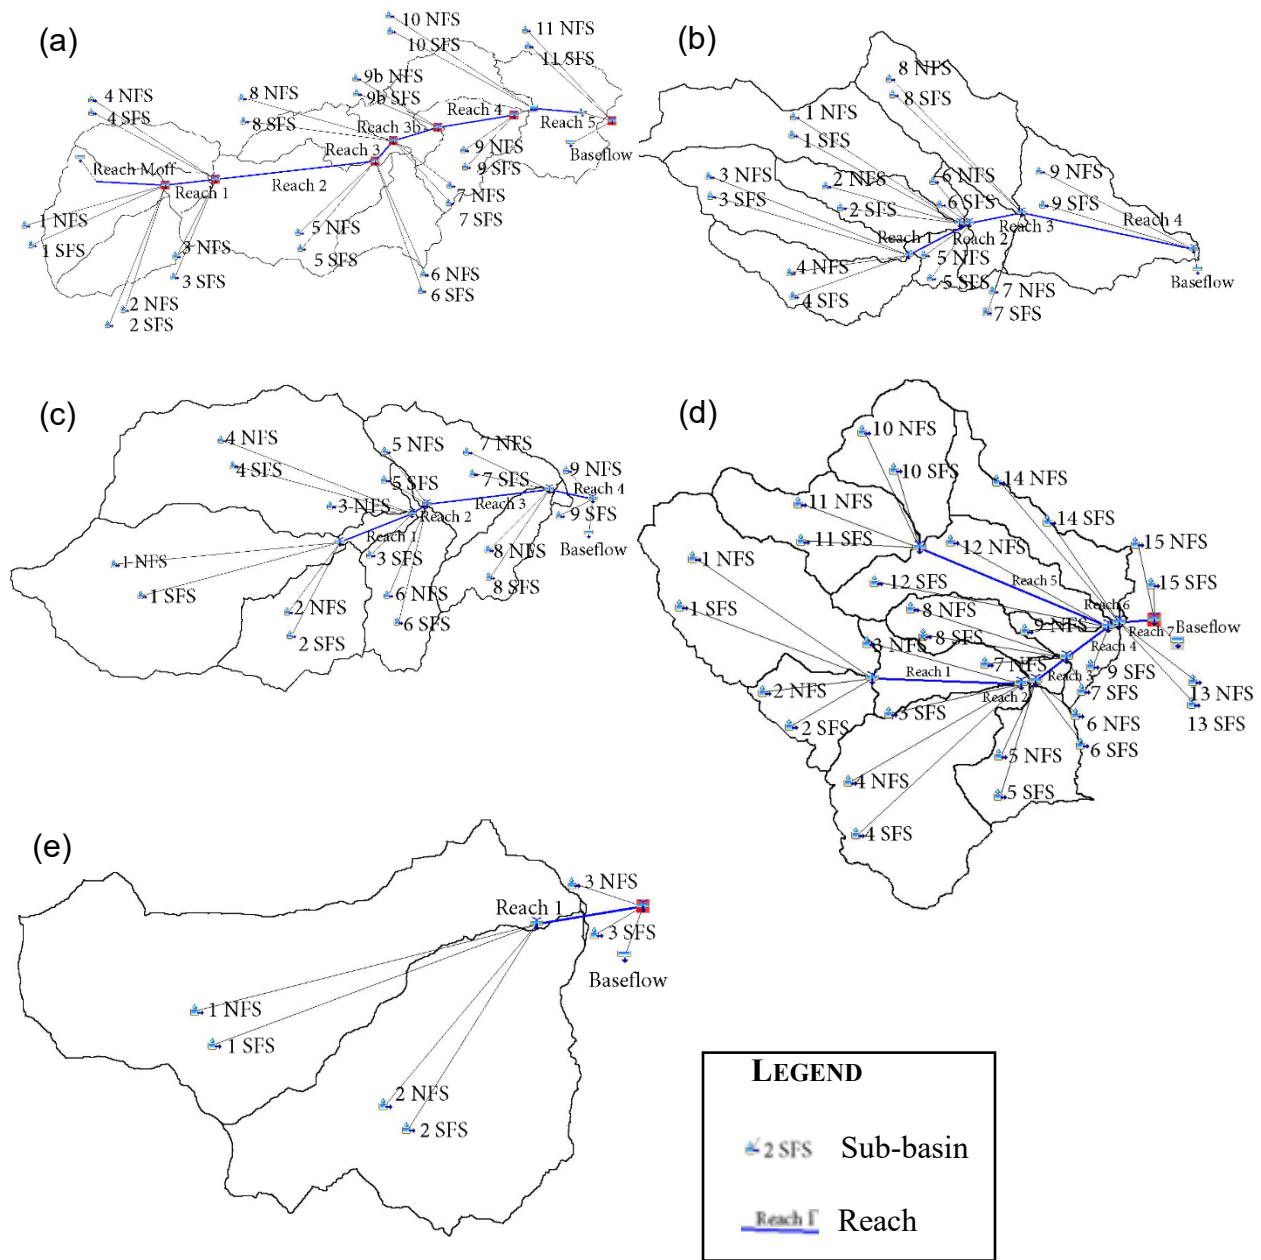 (a)
10 NFS
10 SFS
11 NFS
11 SFS
9b NFS
9b SFS
4 NFS
4 SFS
8 NFS
8 SFS
Reach 4
Reach 5
Reach 3b
Reach 3
Reach Moff
Reach 1
Reach 2
9 NFS
9 SFS
Baseflow
7 NFS
7 SFS
1 NFS
1 SFS
3 NFS
3 SFS
5 NFS
5 SFS
6 NFS
6 SFS
2 NFS
2 SFS
(b)
8 NFS
8 SFS
1 NFS
1 SFS
3 NFS
3 SFS
2 NFS
2 SFS
6 NFS
6 SFS
9 NFS
9 SFS
Reach 4
Reach 3
Reach 2
Reach 1
5 NFS
5 SFS
4 NFS
4 SFS
7 NFS
7 SFS
Baseflow
(c)
4 NFS
4 SFS
5 NFS
5 SFS
7 NFS
7 SFS
9 NFS
Reach 4
9 SFS
Baseflow
3 NFS
Reach 3
Reach 2
Reach 1
3 SFS
1 NFS
1 SFS
2 NFS
2 SFS
6 NFS
6 SFS
8 NFS
8 SFS
(d)
10 NFS
10 SFS
14 NFS
14 SFS
11 NFS
11 SFS
12 NFS
12 SFS
15 NFS
15 SFS
1 NFS
1 SFS
Reach 5
Reach 6
Reach 7
Baseflow
8 NFS
8 SFS
9 NFS
Reach 4
3 NFS
7 NFS
9 SFS
Reach 1
Reach 2
Reach 3
7 SFS
13 NFS
13 SFS
2 NFS
2 SFS
3 SFS
6 NFS
6 SFS
4 NFS
4 SFS
5 NFS
5 SFS
(e)
3 NFS
Reach 1
3 SFS
Baseflow
1 NFS
1 SFS
2 NFS
2 SFS
LEGEND
2 SFS Sub-basin
Reach 1 Reach